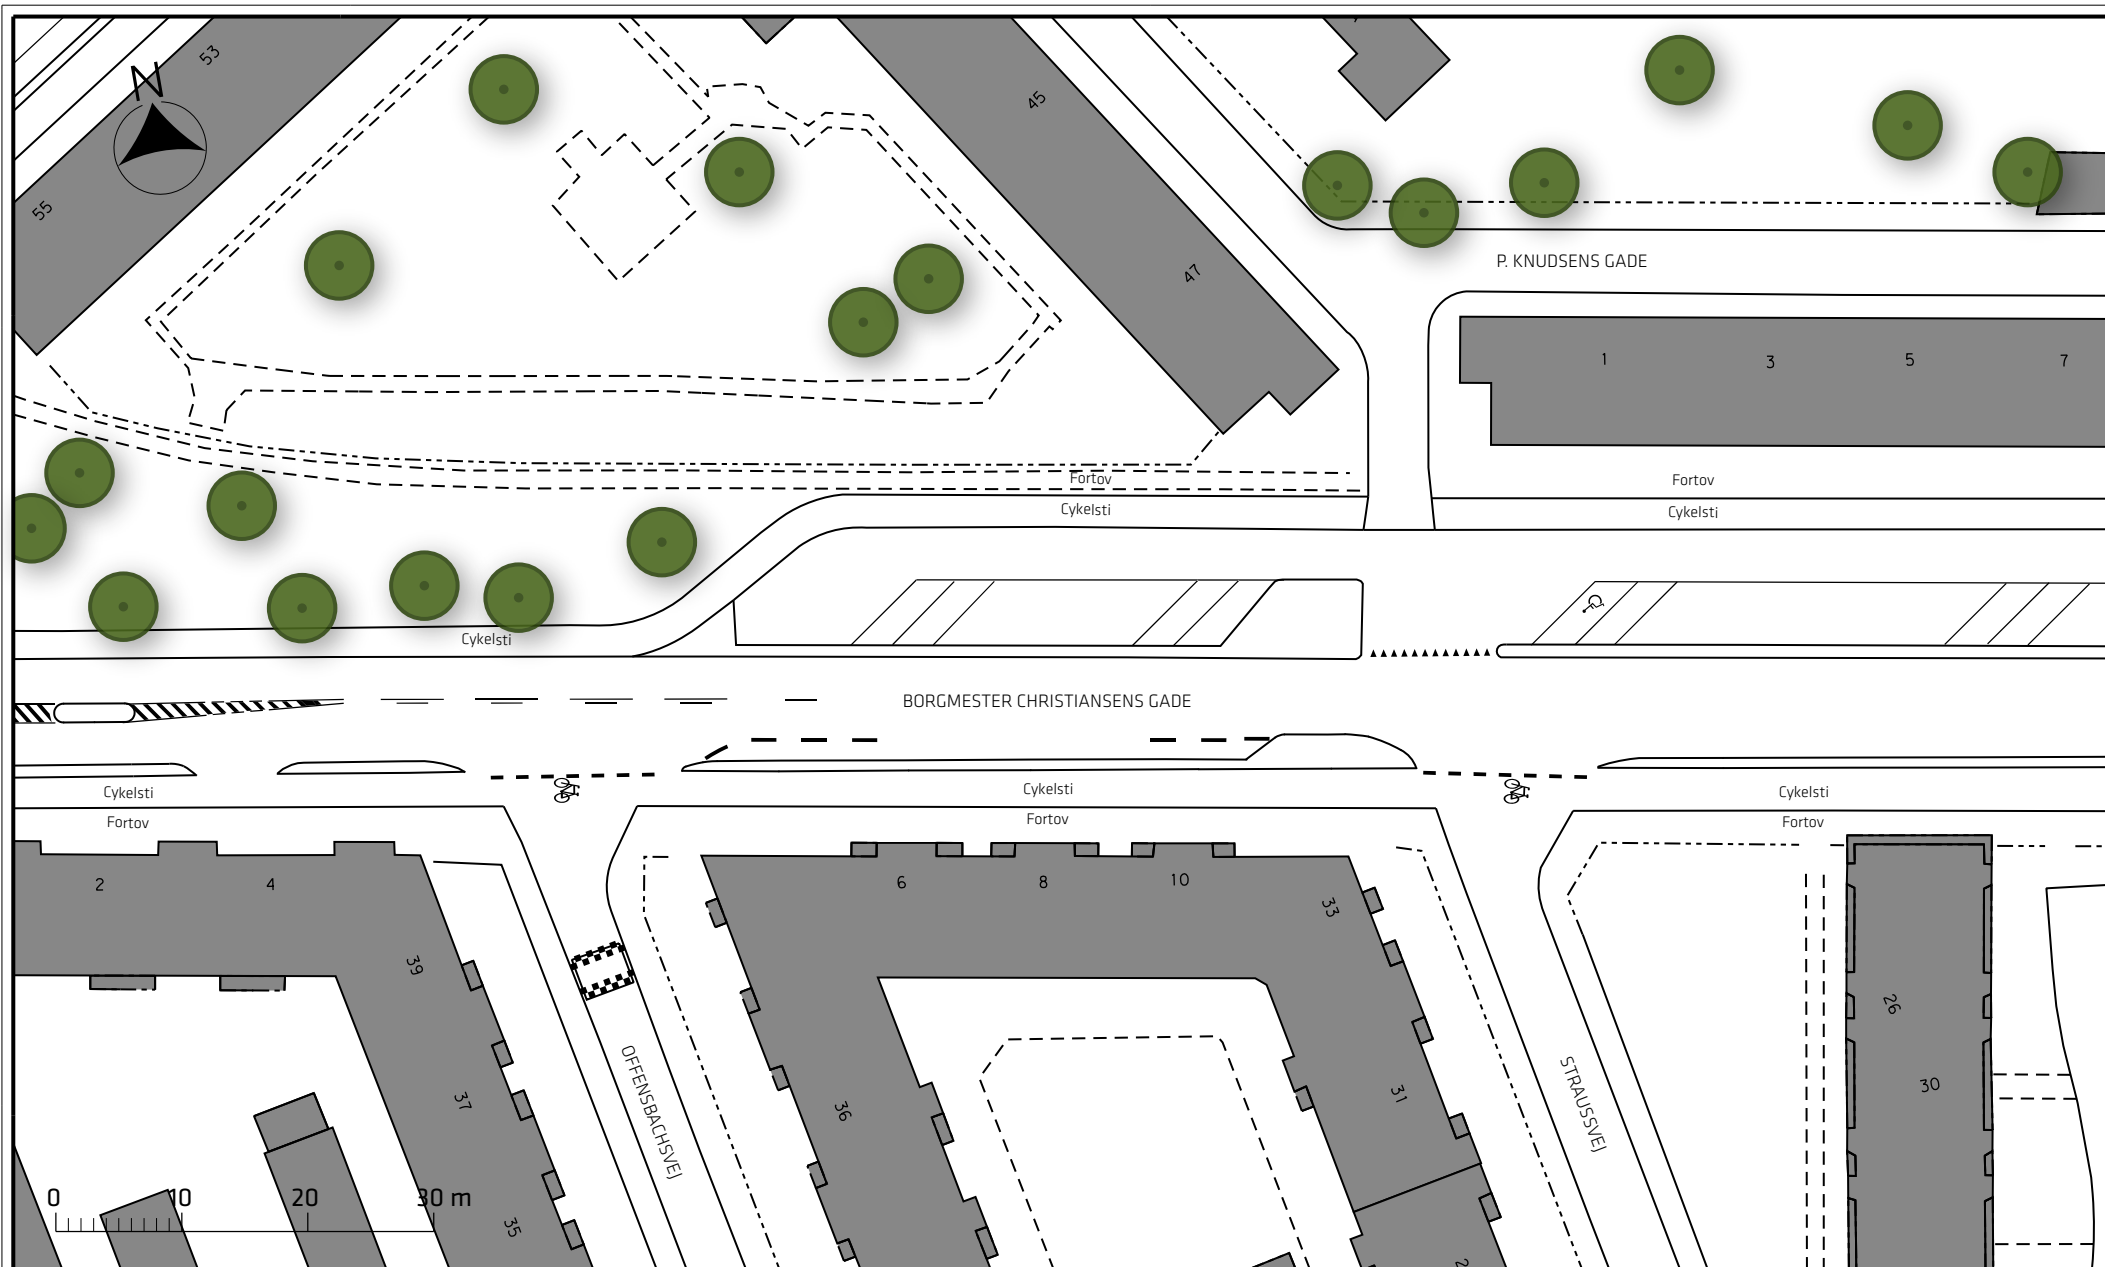 53
N
55
45
47
P. KNUDSENS GADE
1
3
5
7
Fortov
Cykelsti
Fortov
Cykelsti
Cykelsti
BORGMESTER CHRISTIANSENS GADE
Cykelsti
Fortov
Cykelsti
Fortov
Cykelsti
Fortov
2
4
6
8
10
33
39
37
35
36
31
26
30
OFFENSBACHSVEJ
STRAUSSVEJ
0
10
20
30 m